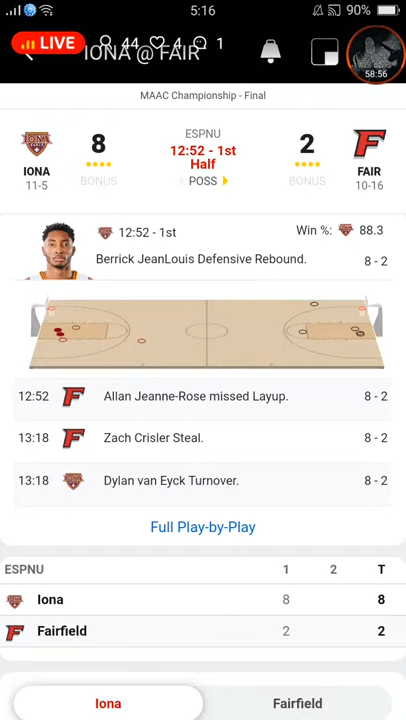 5:16
90%
LIVE 44 4 1
IONA @ FAIR
58:56
MAAC Championship - Final
ESPNU
IONA
8
12:52 - 1st
Half
2
FAIR
11-5
BONUS
POSS
BONUS
10-16
12:52 - 1st
Win %: 88.3
Berrick JeanLouis Defensive Rebound.
8 - 2
12:52 Allan Jeanne-Rose missed Layup. 8 - 2
13:18 Zach Crisler Steal. 8 - 2
13:18 Dylan van Eyck Turnover. 8 - 2
Full Play-by-Play
ESPNU 1 2 T
Iona 8 8
Fairfield 2 2
Iona Fairfield